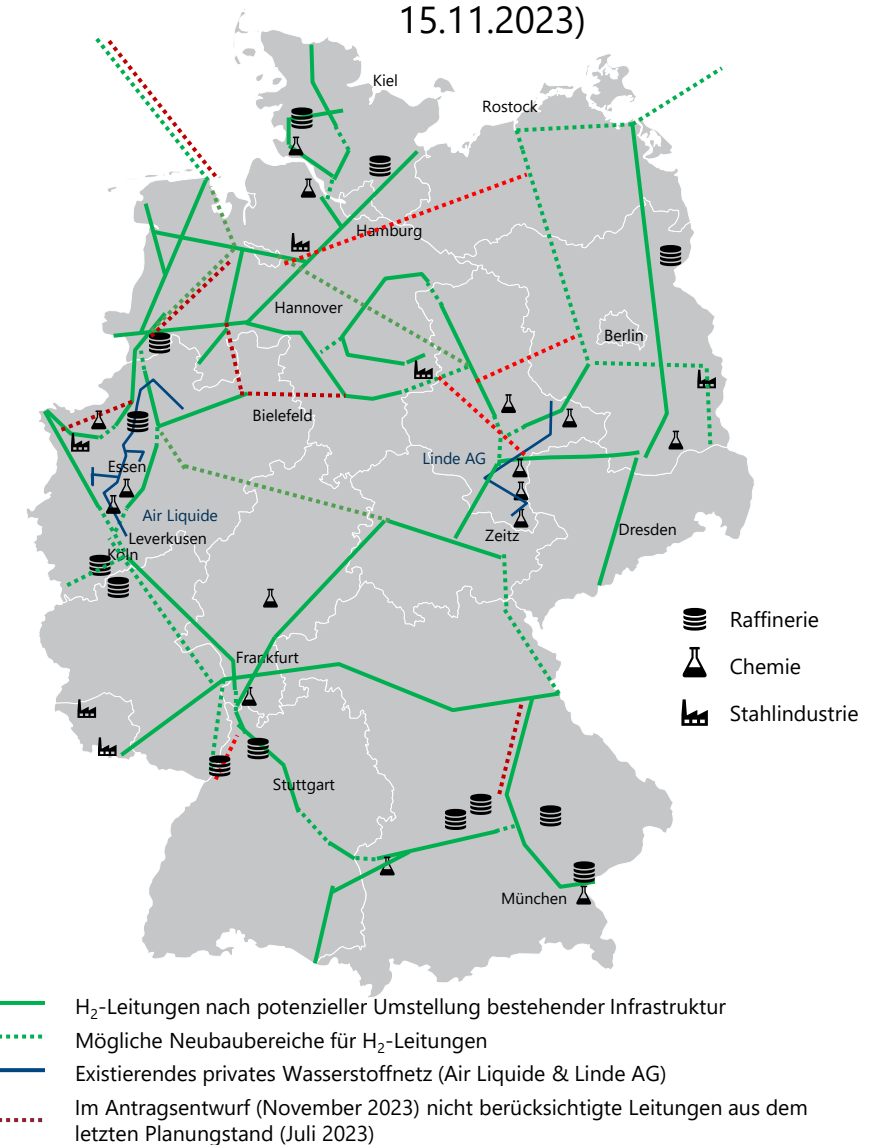 15.11.2023)
Kiel
Rostock
Hamburg
Hannover
Berlin
Bielefeld
Linde AG
Essen
Air Liquide
Leverkusen
Zeitz
Dresden
Köln
Raffinerie
Frankfurt
Chemie
Stahlindustrie
Stuttgart
München
H₂-Leitungen nach potenzieller Umstellung bestehender Infrastruktur
Mögliche Neubaubereiche für H₂-Leitungen
Existierendes privates Wasserstoffnetz (Air Liquide & Linde AG)
Im Antragsentwurf (November 2023) nicht berücksichtigte Leitungen aus dem
letzten Planungstand (Juli 2023)